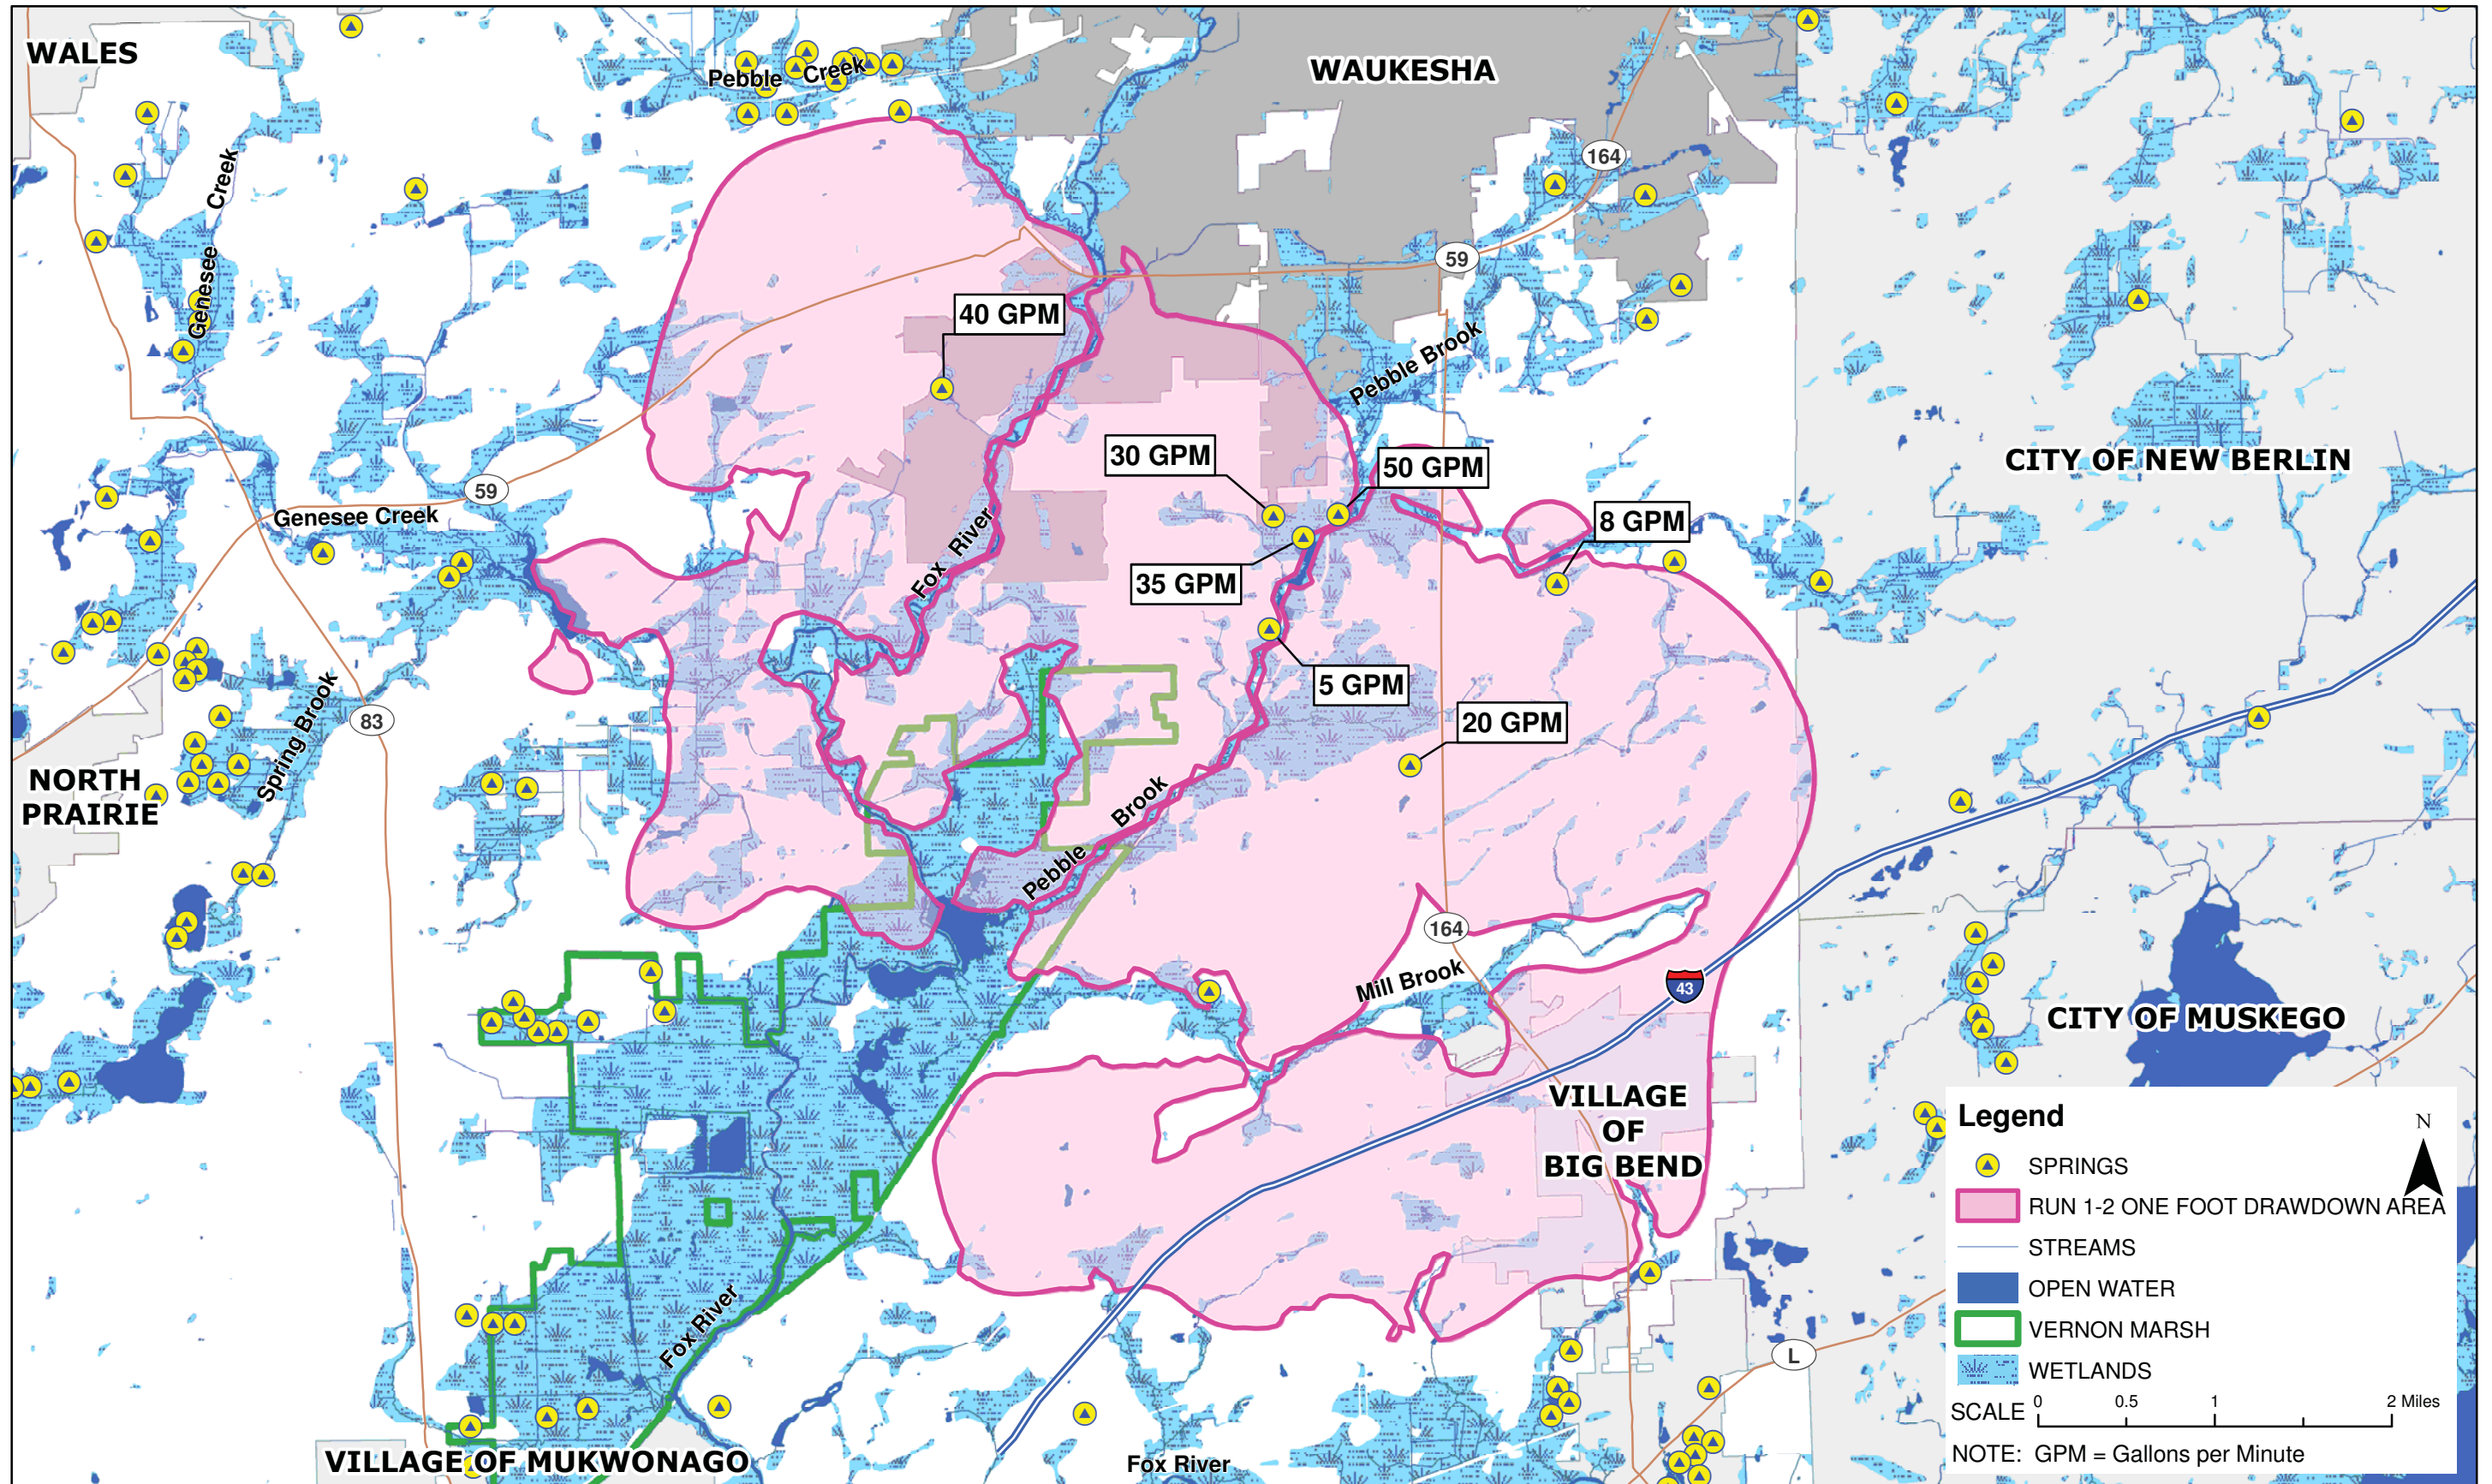 WALES
Pebble Creek
WAUKESHA
164
Genesee Creek
59
40 GPM
Pebble Brook
30 GPM
50 GPM
CITY OF NEW BERLIN
59
Genesee Creek
8 GPM
Fox River
35 GPM
5 GPM
20 GPM
83
Spring Brook
NORTH
PRAIRIE
Pebble Brook
164
Mill Brook
43
CITY OF MUSKEGO
VILLAGE
OF
BIG BEND
Fox River
L
VILLAGE OF MUKWONAGO
Fox River
Legend
N
SPRINGS
RUN 1-2 ONE FOOT DRAWDOWN AREA
STREAMS
OPEN WATER
VERNON MARSH
WETLANDS
SCALE 0 0.5 1 2 Miles
NOTE: GPM = Gallons per Minute